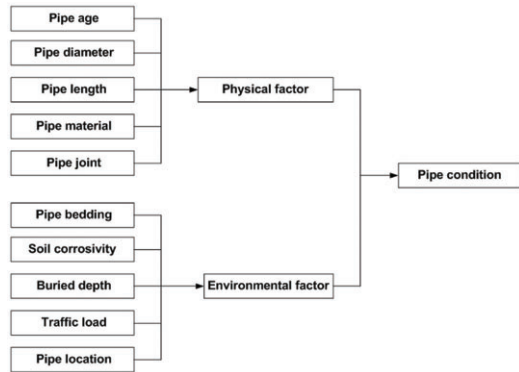 Pipe age
Pipe diameter
Pipe length
Pipe material
Pipe joint
Physical factor
Pipe condition
Pipe bedding
Soil corrosivity
Buried depth
Traffic load
Pipe location
Environmental factor